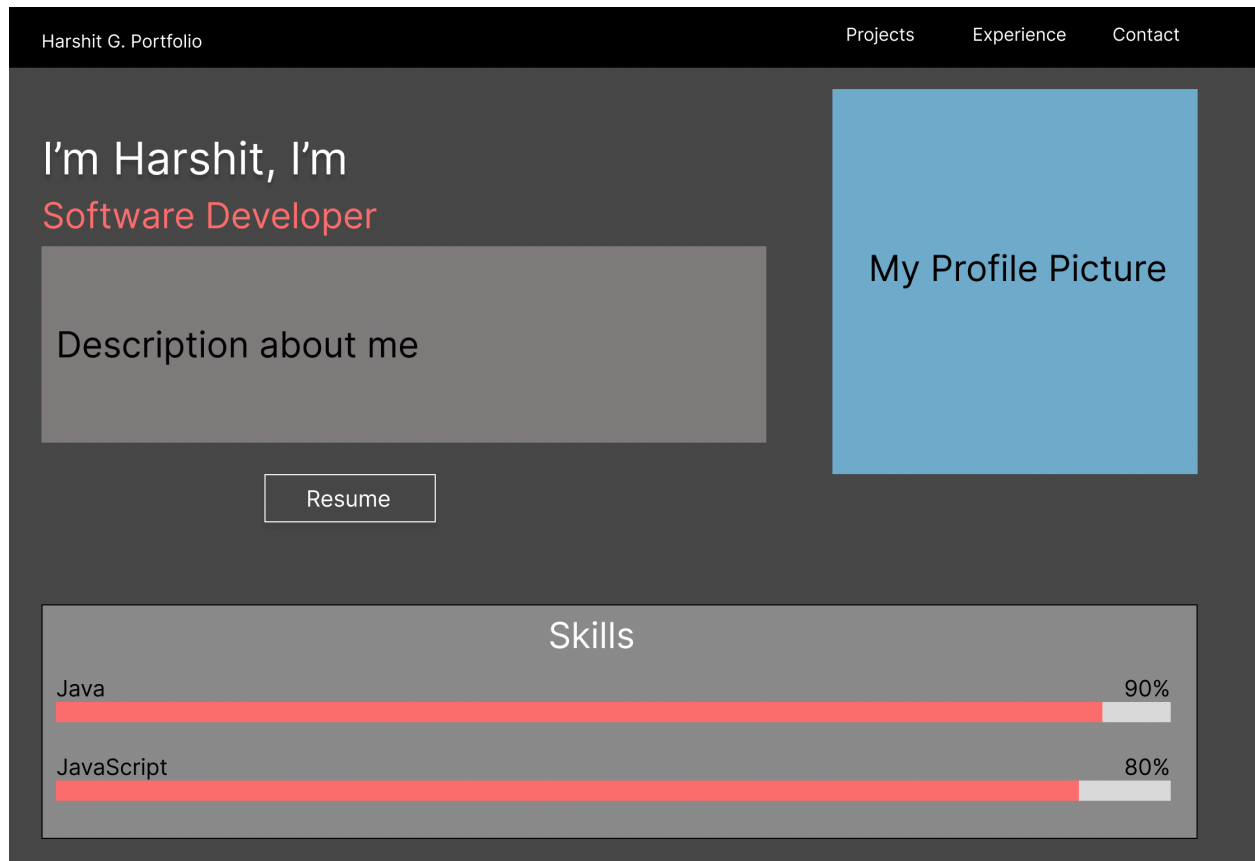 Harshit G. Portfolio
Projects Experience Contact
I’m Harshit, I’m
Software Developer
Description about me
My Profile Picture
Resume
Skills
Java 90%
JavaScript 80%